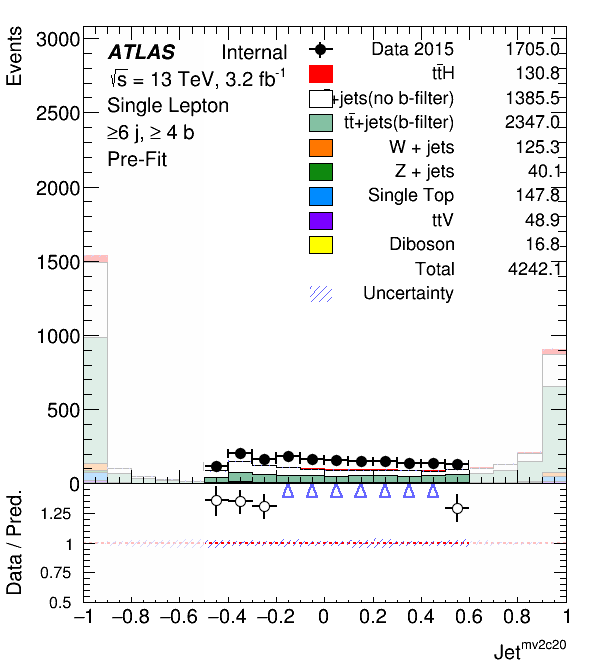 Events
3000
2500
2000
1500
1000
500
0
ATLAS Internal
√s = 13 TeV, 3.2 fb⁻¹
Single Lepton
≥6 j, ≥ 4 b
Pre-Fit
Data 2015 1705.0
tt̄H 130.8
t̄+jets(no b-filter) 1385.5
tt̄+jets(b-filter) 2347.0
W + jets 125.3
Z + jets 40.1
Single Top 147.8
ttV 48.9
Diboson 16.8
Total 4242.1
Uncertainty
Data / Pred.
1.25
1
0.75
0.5
−1 −0.8 −0.6 −0.4 −0.2 0 0.2 0.4 0.6 0.8 1
Jet^mv2c20